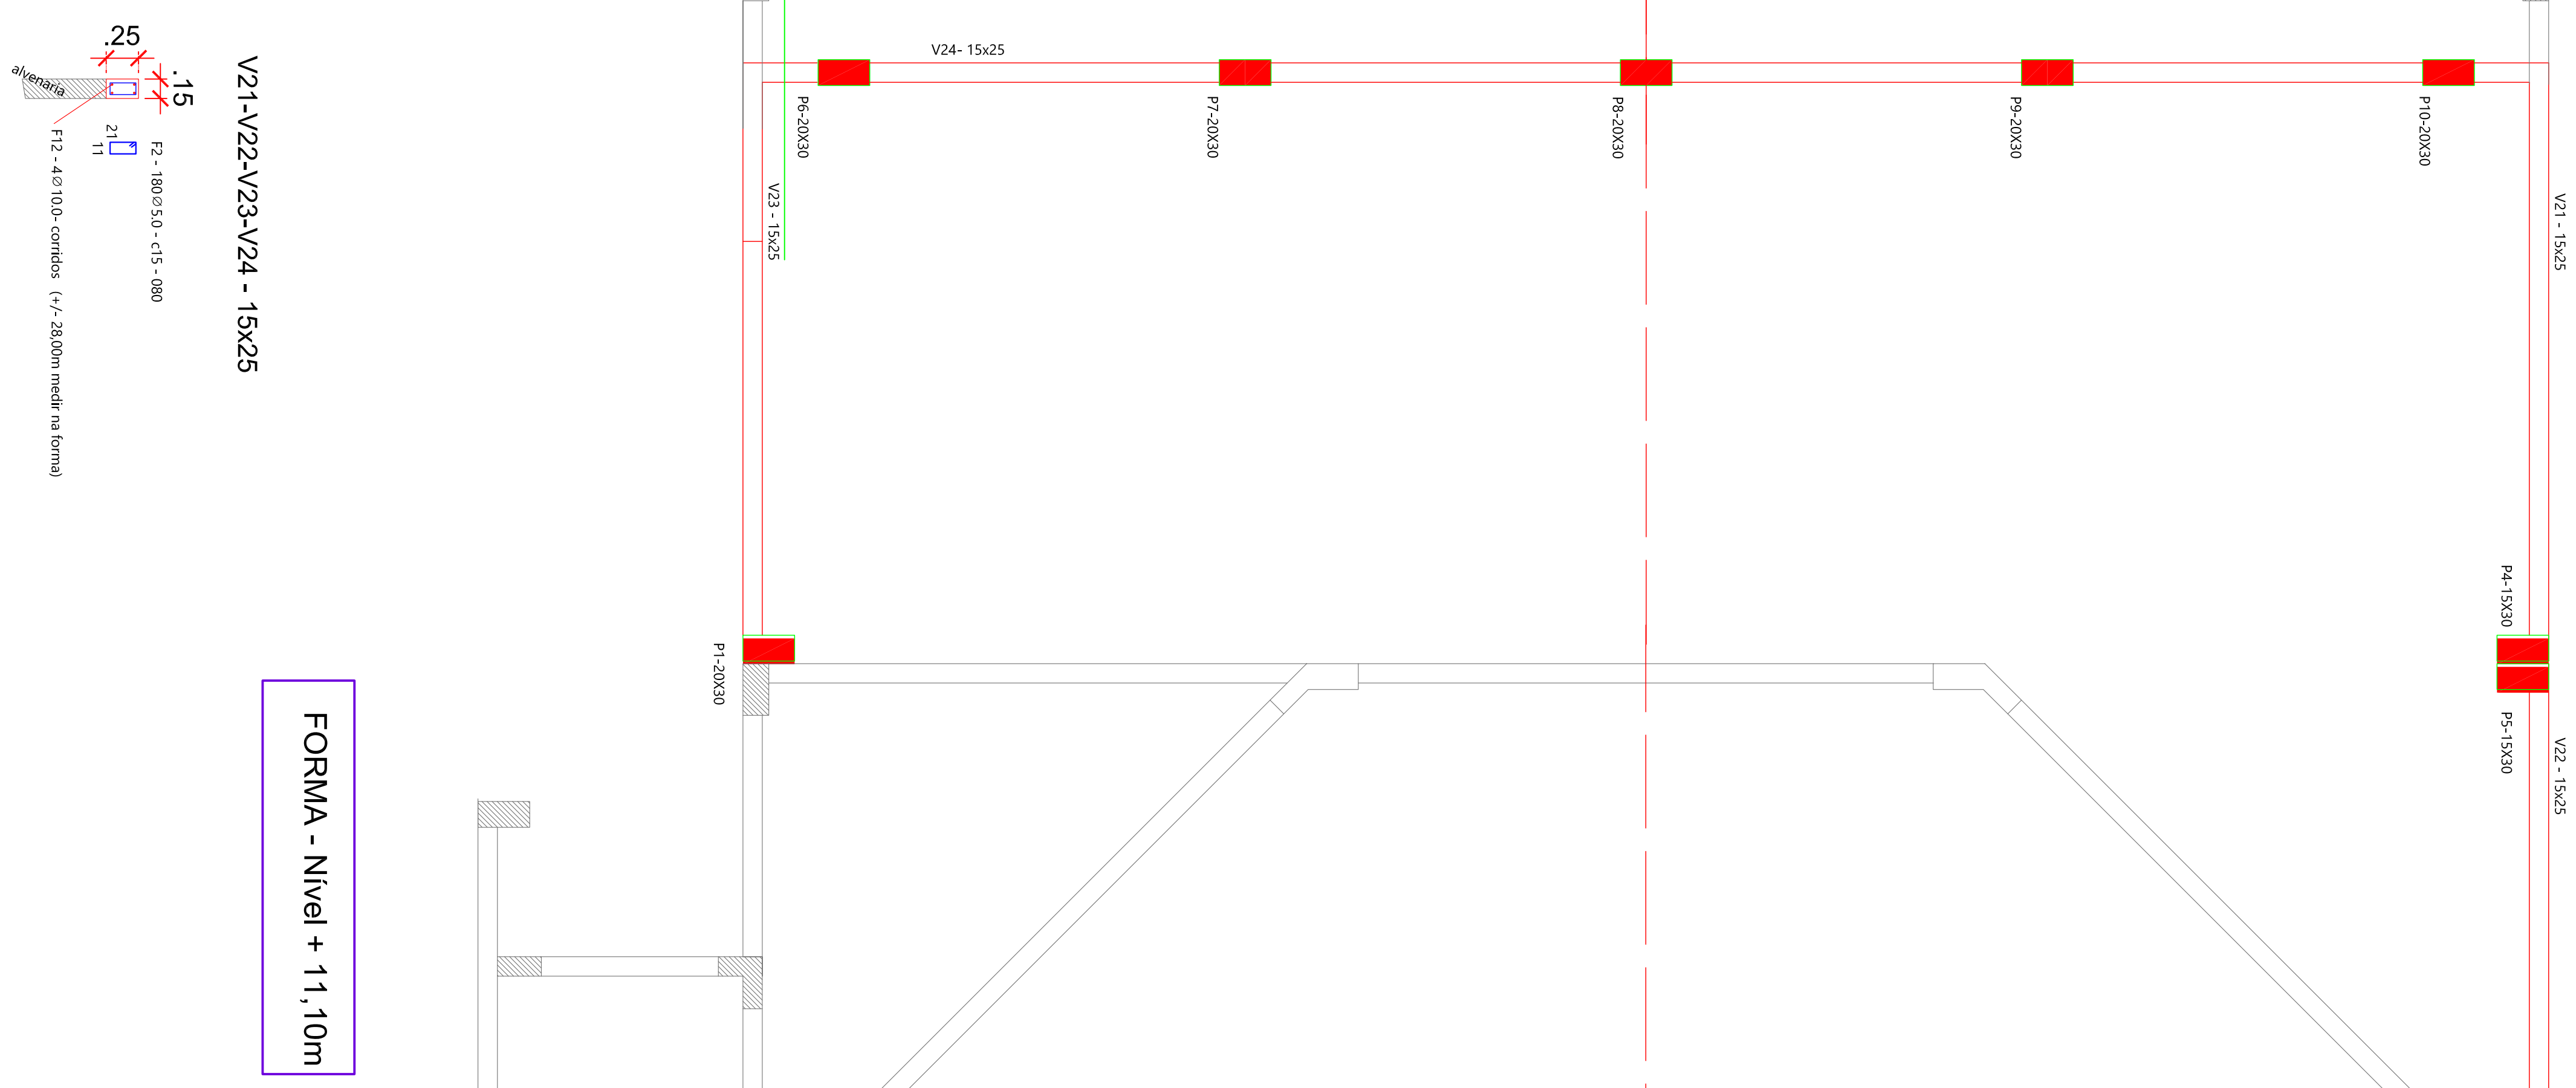 V21-V22-V23-V24 - 15x25
.25
.15
alvenaria
F2 - 180∅5.0 - c15 - 080
21
11
F12 - 4∅10.0- corridos (+/- 28,00m medir na forma)
FORMA - Nível + 11,10m
V24- 15x25
P6-20X30
P7-20X30
P8-20X30
P9-20X30
P10-20X30
V23 - 15x25
V21 - 15x25
P1-20X30
P4-15X30
P5-15X30
V22 - 15x25